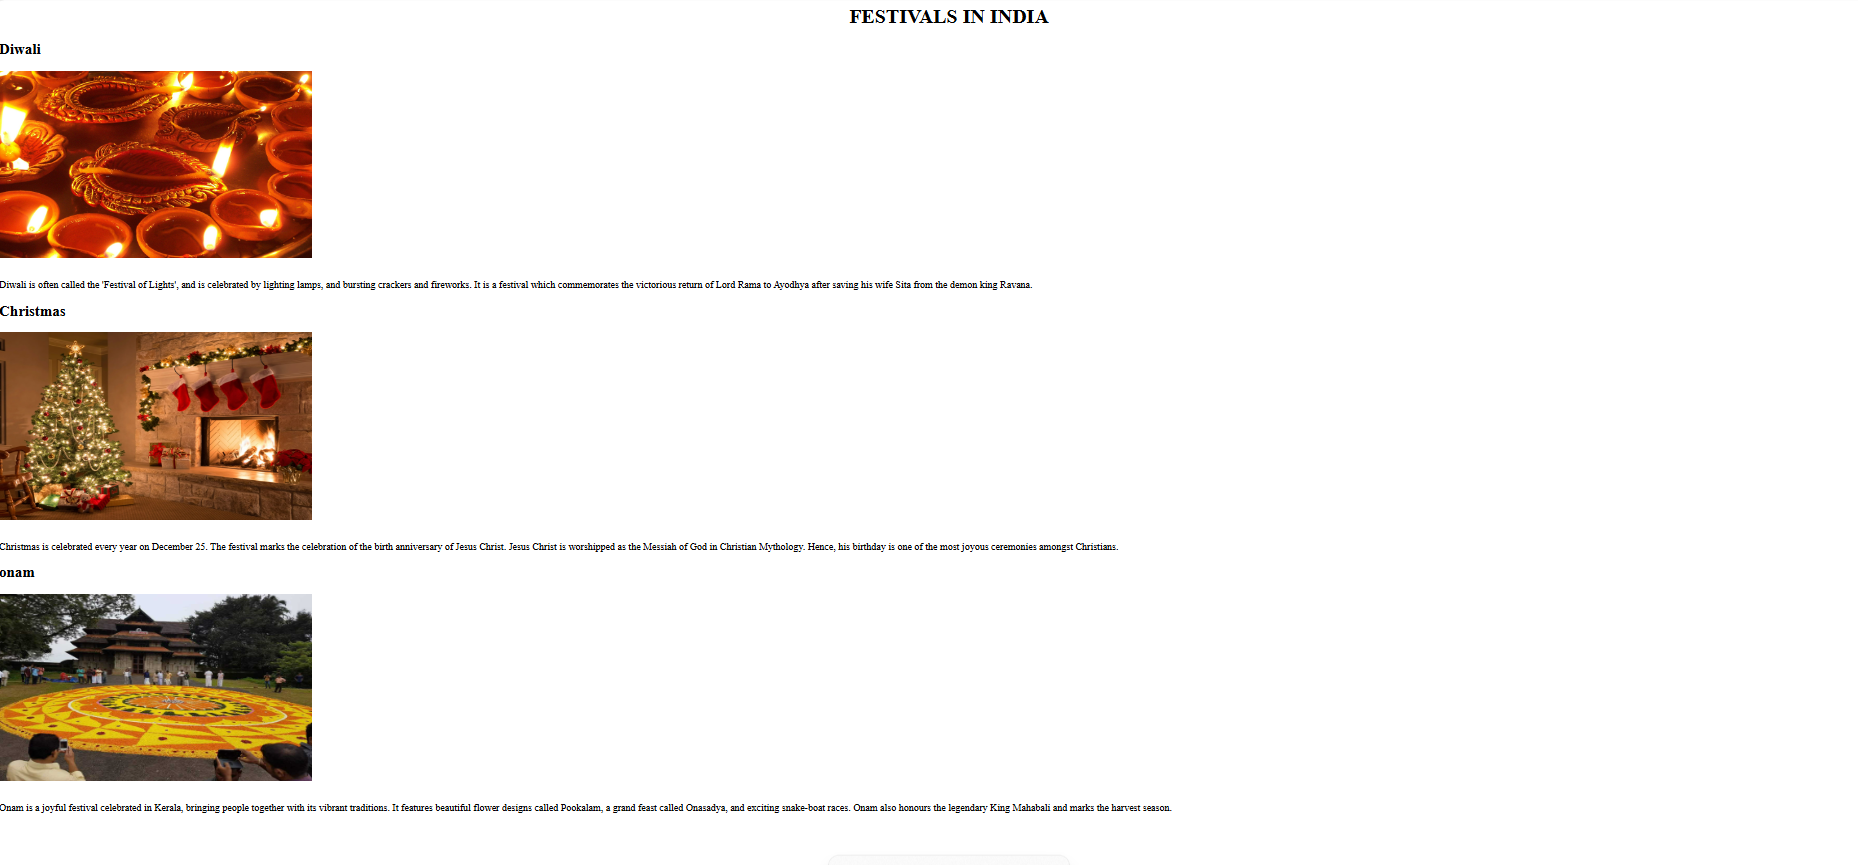 FESTIVALS IN INDIA
Diwali
Diwali is often called the 'Festival of Lights', and is celebrated by lighting lamps, and bursting crackers and fireworks. It is a festival which commemorates the victorious return of Lord Rama to Ayodhya after saving his wife Sita from the demon king Ravana.
Christmas
Christmas is celebrated every year on December 25. The festival marks the celebration of the birth anniversary of Jesus Christ. Jesus Christ is worshipped as the Messiah of God in Christian Mythology. Hence, his birthday is one of the most joyous ceremonies amongst Christians.
onam
Onam is a joyful festival celebrated in Kerala, bringing people together with its vibrant traditions. It features beautiful flower designs called Pookalam, a grand feast called Onasadya, and exciting snake-boat races. Onam also honours the legendary King Mahabali and marks the harvest season.